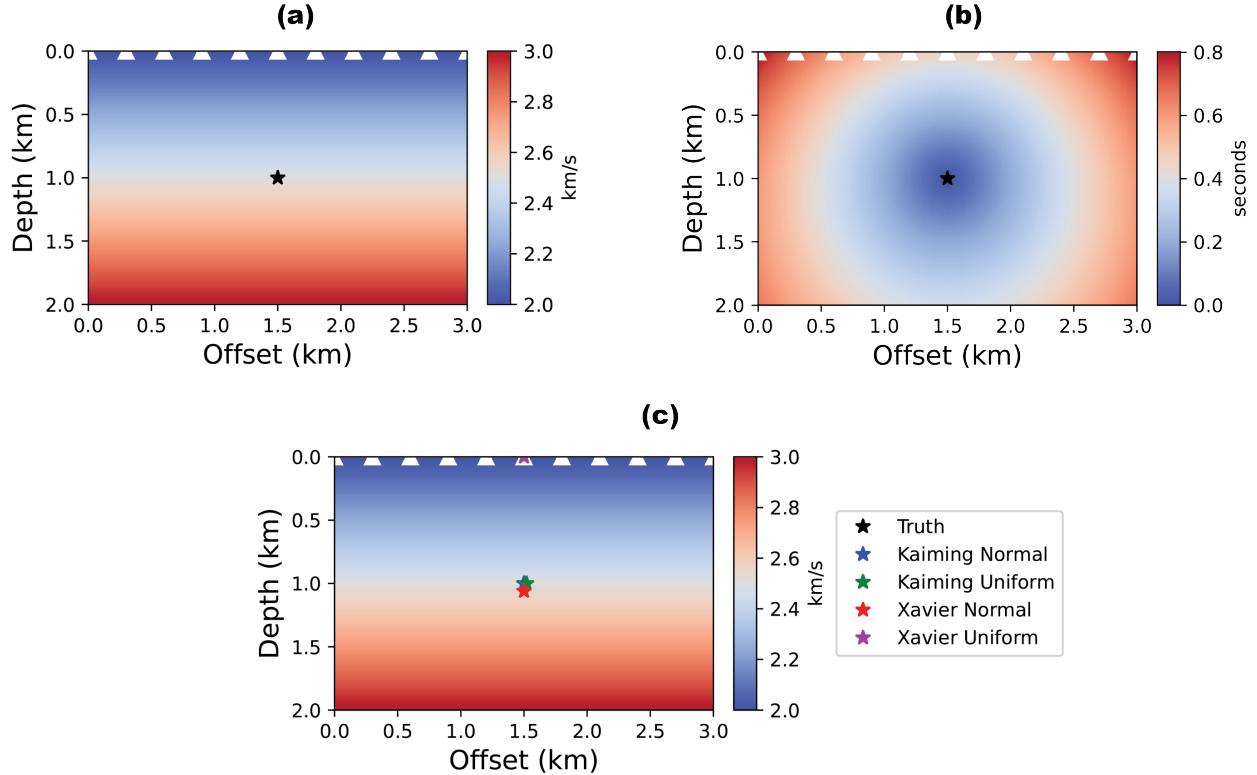 (a)
0.0
0.5
1.0
1.5
2.0
Depth (km)
0.0 0.5 1.0 1.5 2.0 2.5 3.0
Offset (km)
3.0
2.8
2.6
2.4
2.2
2.0
km/s
(b)
0.0
0.5
1.0
1.5
2.0
Depth (km)
0.0 0.5 1.0 1.5 2.0 2.5 3.0
Offset (km)
0.8
0.6
0.4
0.2
0.0
seconds
(c)
0.0
0.5
1.0
1.5
2.0
Depth (km)
0.0 0.5 1.0 1.5 2.0 2.5 3.0
Offset (km)
3.0
2.8
2.6
2.4
2.2
2.0
km/s
Truth
Kaiming Normal
Kaiming Uniform
Xavier Normal
Xavier Uniform